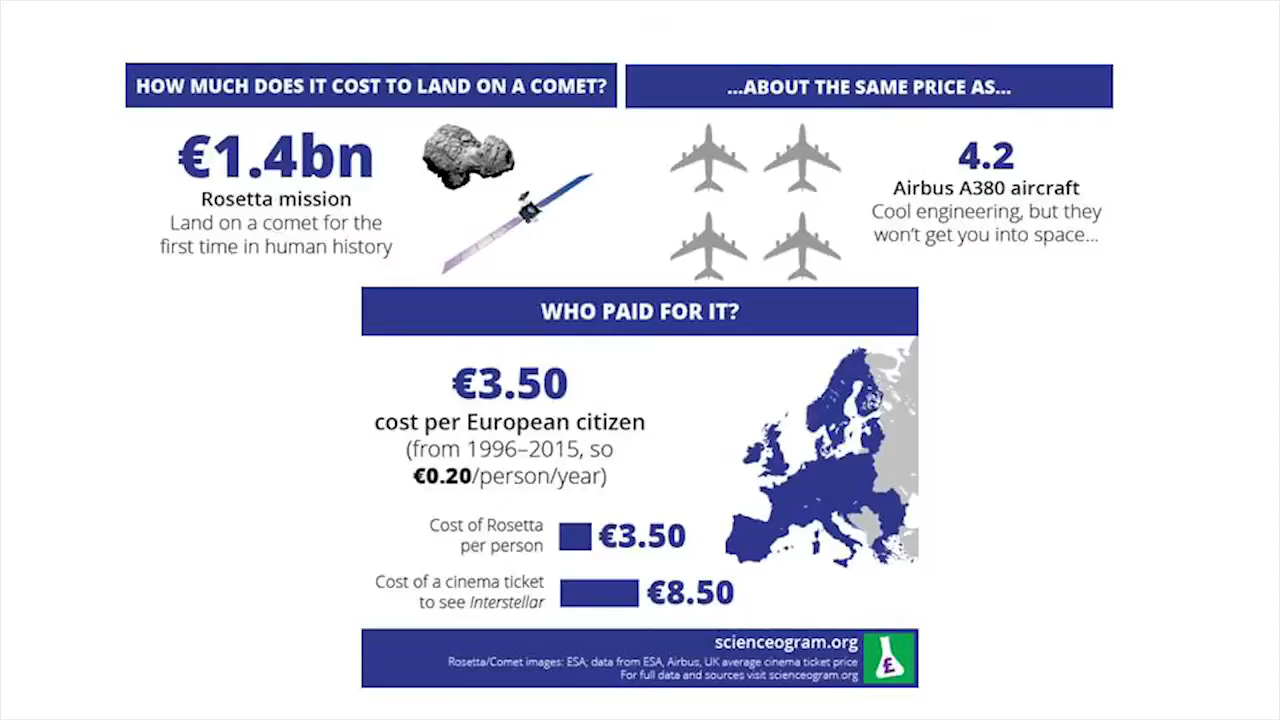 HOW MUCH DOES IT COST TO LAND ON A COMET?
€1.4bn
Rosetta mission
Land on a comet for the
first time in human history
...ABOUT THE SAME PRICE AS...
4.2
Airbus A380 aircraft
Cool engineering, but they
won't get you into space...
WHO PAID FOR IT?
€3.50
cost per European citizen
(from 1996–2015, so
€0.20/person/year)
Cost of Rosetta
per person
€3.50
Cost of a cinema ticket
to see Interstellar
€8.50
scienceogram.org
Rosetta/Comet images: ESA; data from ESA, Airbus, UK average cinema ticket price
For full data and sources visit scienceogram.org
£